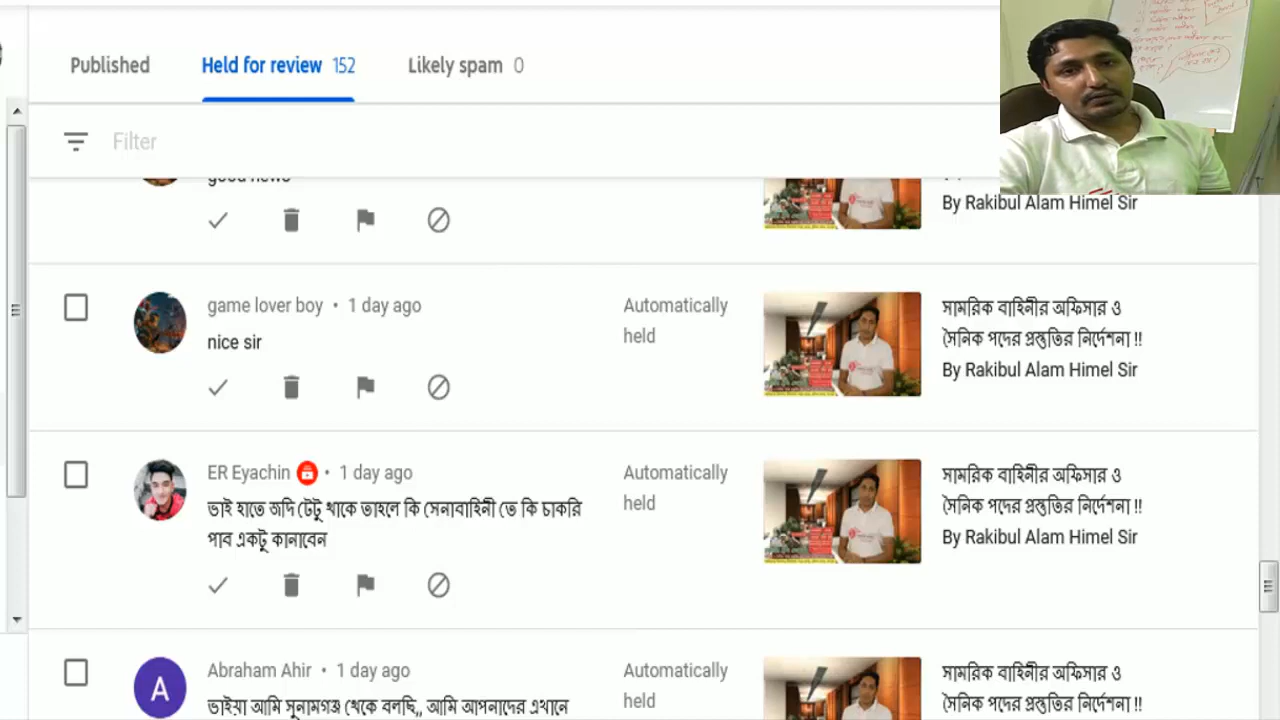 Published
Held for review 152
Likely spam 0
Filter
good news
By Rakibul Alam Himel Sir
game lover boy • 1 day ago
nice sir
Automatically
held
সামরিক বাহিনীর অফিসার ও
সৈনিক পদের প্রস্তুতির নির্দেশনা !!
By Rakibul Alam Himel Sir
ER Eyachin • 1 day ago
ভাই হাতে জদি টেটু থাকে তাহলে কি সেনাবাহিনী তে কি চাকরি
পাব একটু কানাবেন
Automatically
held
সামরিক বাহিনীর অফিসার ও
সৈনিক পদের প্রস্তুতির নির্দেশনা !!
By Rakibul Alam Himel Sir
A
Abraham Ahir • 1 day ago
ভাইয়া আমি সুনামগঞ্জ থেকে বলছি,, আমি আপনাদের এখানে
Automatically
held
সামরিক বাহিনীর অফিসার ও
সৈনিক পদের প্রস্তুতির নির্দেশনা !!